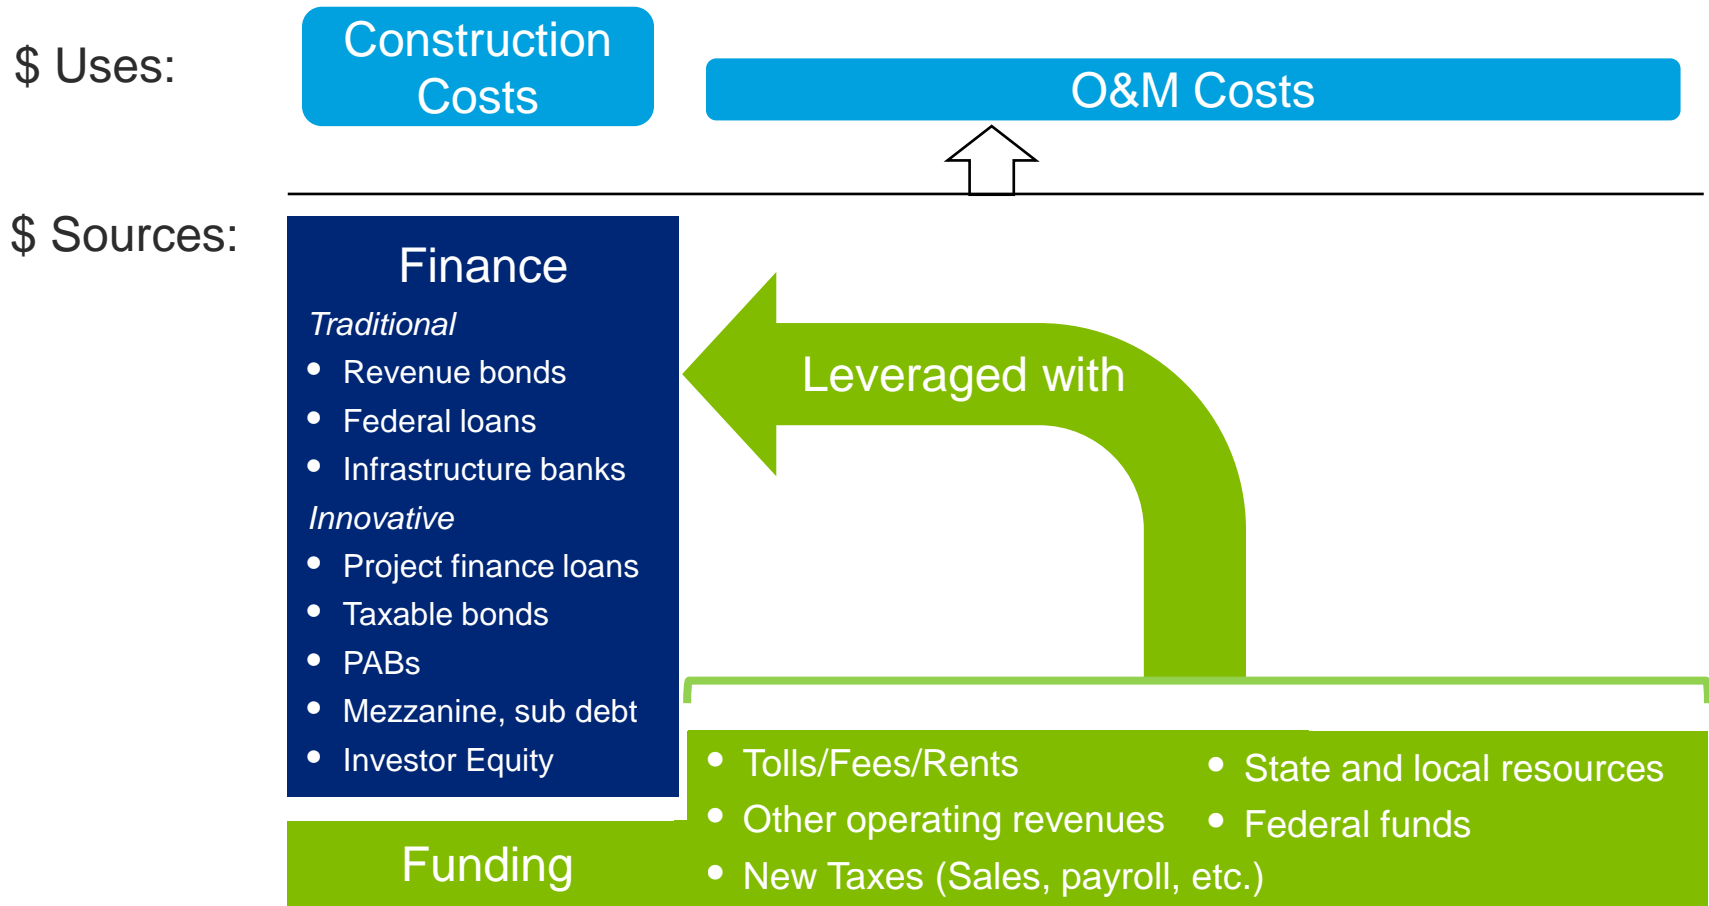 $ Uses:
Construction
Costs
O&M Costs
$ Sources:
Finance
Traditional
• Revenue bonds
• Federal loans
• Infrastructure banks
Innovative
• Project finance loans
• Taxable bonds
• PABs
• Mezzanine, sub debt
• Investor Equity
Leveraged with
Funding
• Tolls/Fees/Rents
• Other operating revenues
• New Taxes (Sales, payroll, etc.)
• State and local resources
• Federal funds